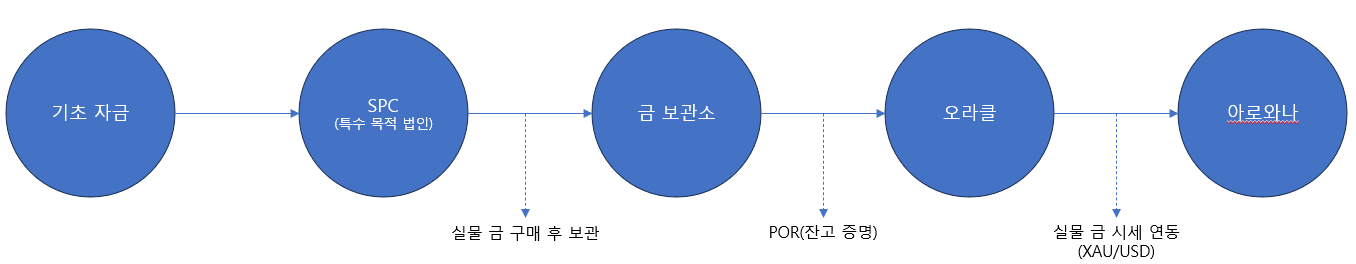 기초 자금
SPC
(특수 목적 법인)
금 보관소
오라클
아로와나
실물 금 구매 후 보관
POR(잔고 증명)
실물 금 시세 연동
(XAU/USD)